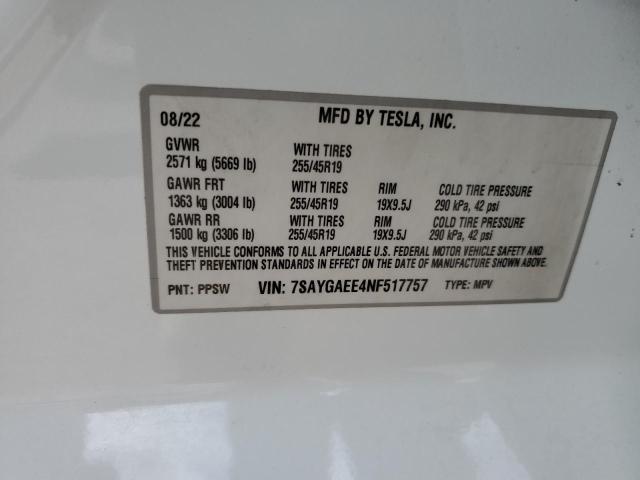 08/22 MFD BY TESLA, INC.
GVWR WITH TIRES
2571 kg (5669 lb) 255/45R19
GAWR FRT WITH TIRES RIM COLD TIRE PRESSURE
1363 kg (3004 lb) 255/45R19 19X9.5J 290 kPa, 42 psi
GAWR RR WITH TIRES RIM COLD TIRE PRESSURE
1500 kg (3306 lb) 255/45R19 19X9.5J 290 kPa, 42 psi
THIS VEHICLE CONFORMS TO ALL APPLICABLE U.S. FEDERAL MOTOR VEHICLE SAFETY AND
THEFT PREVENTION STANDARDS IN EFFECT ON THE DATE OF MANUFACTURE SHOWN ABOVE.
PNT: PPSW VIN: 7SAYGAEE4NF517757 TYPE: MPV